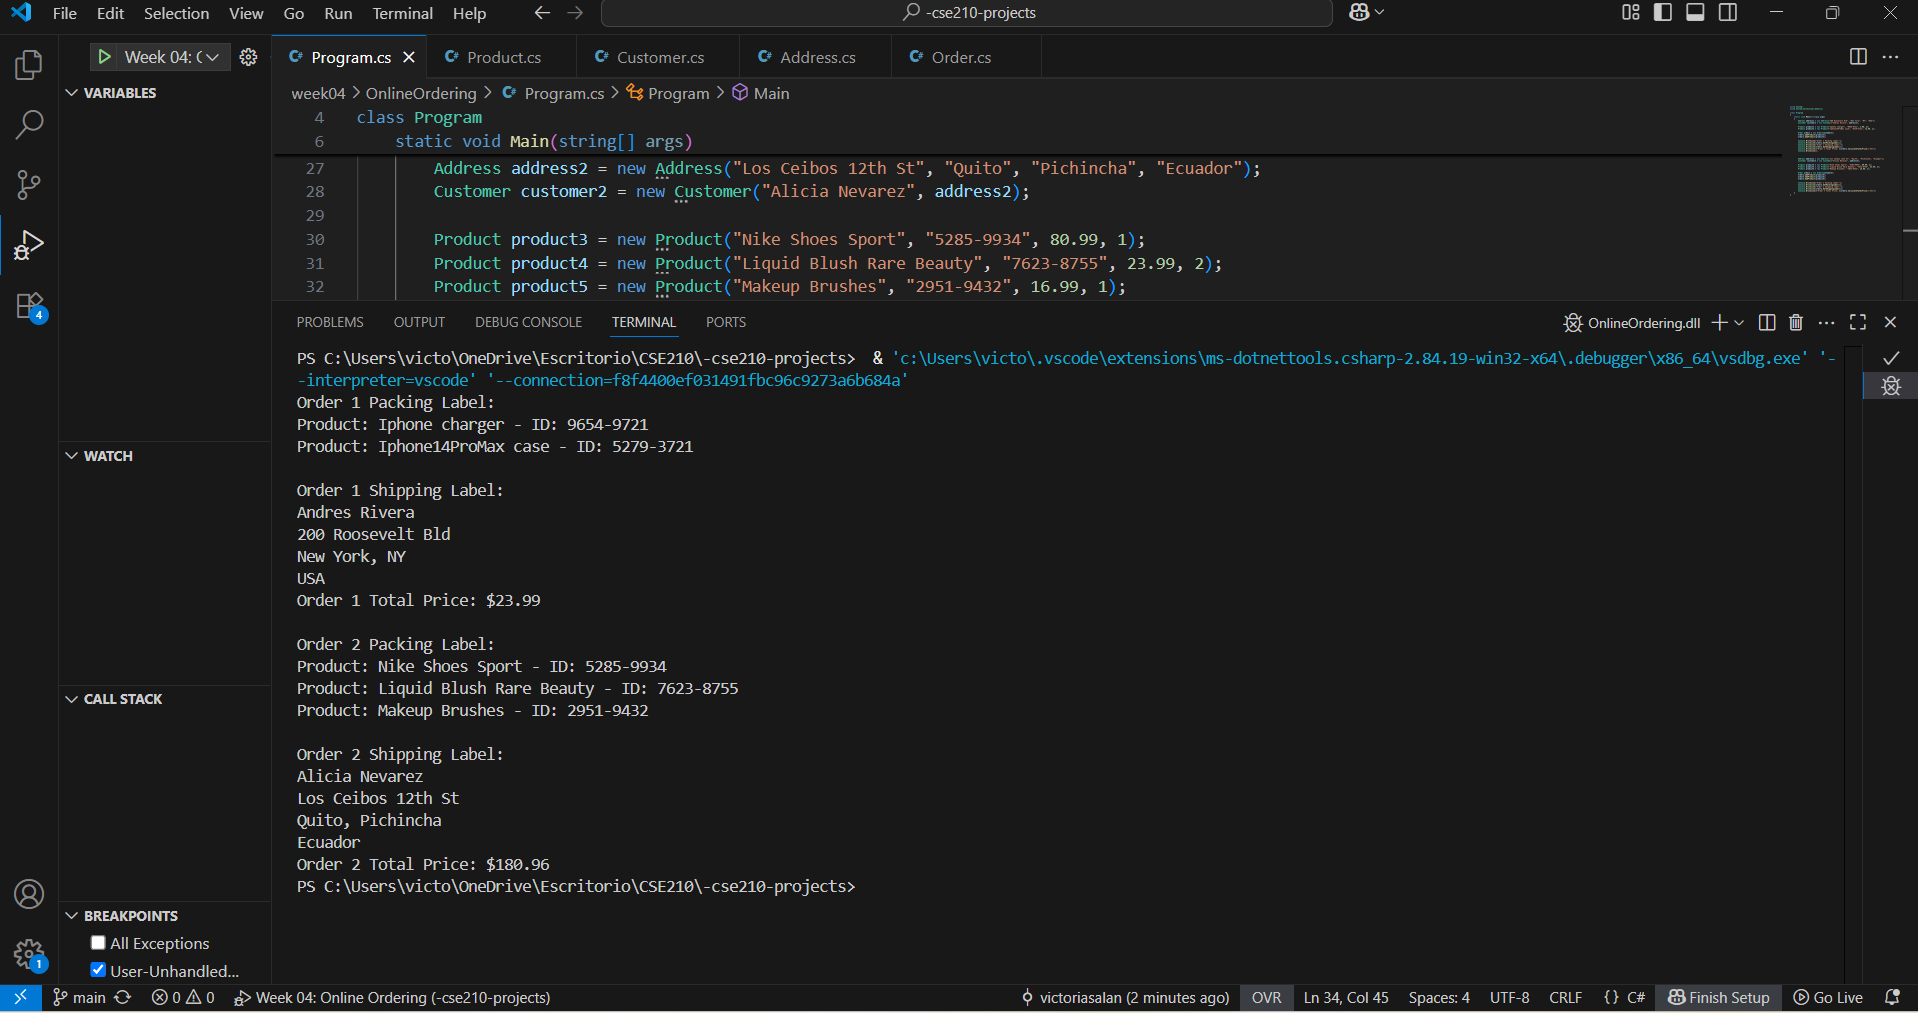 File Edit Selection View Go Run Terminal Help
-cse210-projects
Week 04: C
Program.cs
Product.cs
Customer.cs
Address.cs
Order.cs
VARIABLES
WATCH
CALL STACK
BREAKPOINTS
All Exceptions
User-Unhandled...
4
1
week04 > OnlineOrdering > Program.cs > Program > Main
4 class Program
6 static void Main(string[] args)
27 Address address2 = new Address("Los Ceibos 12th St", "Quito", "Pichincha", "Ecuador");
28 Customer customer2 = new Customer("Alicia Nevarez", address2);
29
30 Product product3 = new Product("Nike Shoes Sport", "5285-9934", 80.99, 1);
31 Product product4 = new Product("Liquid Blush Rare Beauty", "7623-8755", 23.99, 2);
32 Product product5 = new Product("Makeup Brushes", "2951-9432", 16.99, 1);
PROBLEMS OUTPUT DEBUG CONSOLE TERMINAL PORTS
OnlineOrdering.dll
PS C:\Users\victo\OneDrive\Escritorio\CSE210\-cse210-projects> & 'c:\Users\victo\.vscode\extensions\ms-dotnettools.csharp-2.84.19-win32-x64\.debugger\x86_64\vsdbg.exe' '-
-interpreter=vscode' '--connection=f8f4400ef031491fbc96c9273a6b684a'
Order 1 Packing Label:
Product: Iphone charger - ID: 9654-9721
Product: Iphone14ProMax case - ID: 5279-3721
Order 1 Shipping Label:
Andres Rivera
200 Roosevelt Bld
New York, NY
USA
Order 1 Total Price: $23.99
Order 2 Packing Label:
Product: Nike Shoes Sport - ID: 5285-9934
Product: Liquid Blush Rare Beauty - ID: 7623-8755
Product: Makeup Brushes - ID: 2951-9432
Order 2 Shipping Label:
Alicia Nevarez
Los Ceibos 12th St
Quito, Pichincha
Ecuador
Order 2 Total Price: $180.96
PS C:\Users\victo\OneDrive\Escritorio\CSE210\-cse210-projects>
main 0 0 Week 04: Online Ordering (-cse210-projects) victoriasalan (2 minutes ago) OVR Ln 34, Col 45 Spaces: 4 UTF-8 CRLF {} C# Finish Setup Go Live